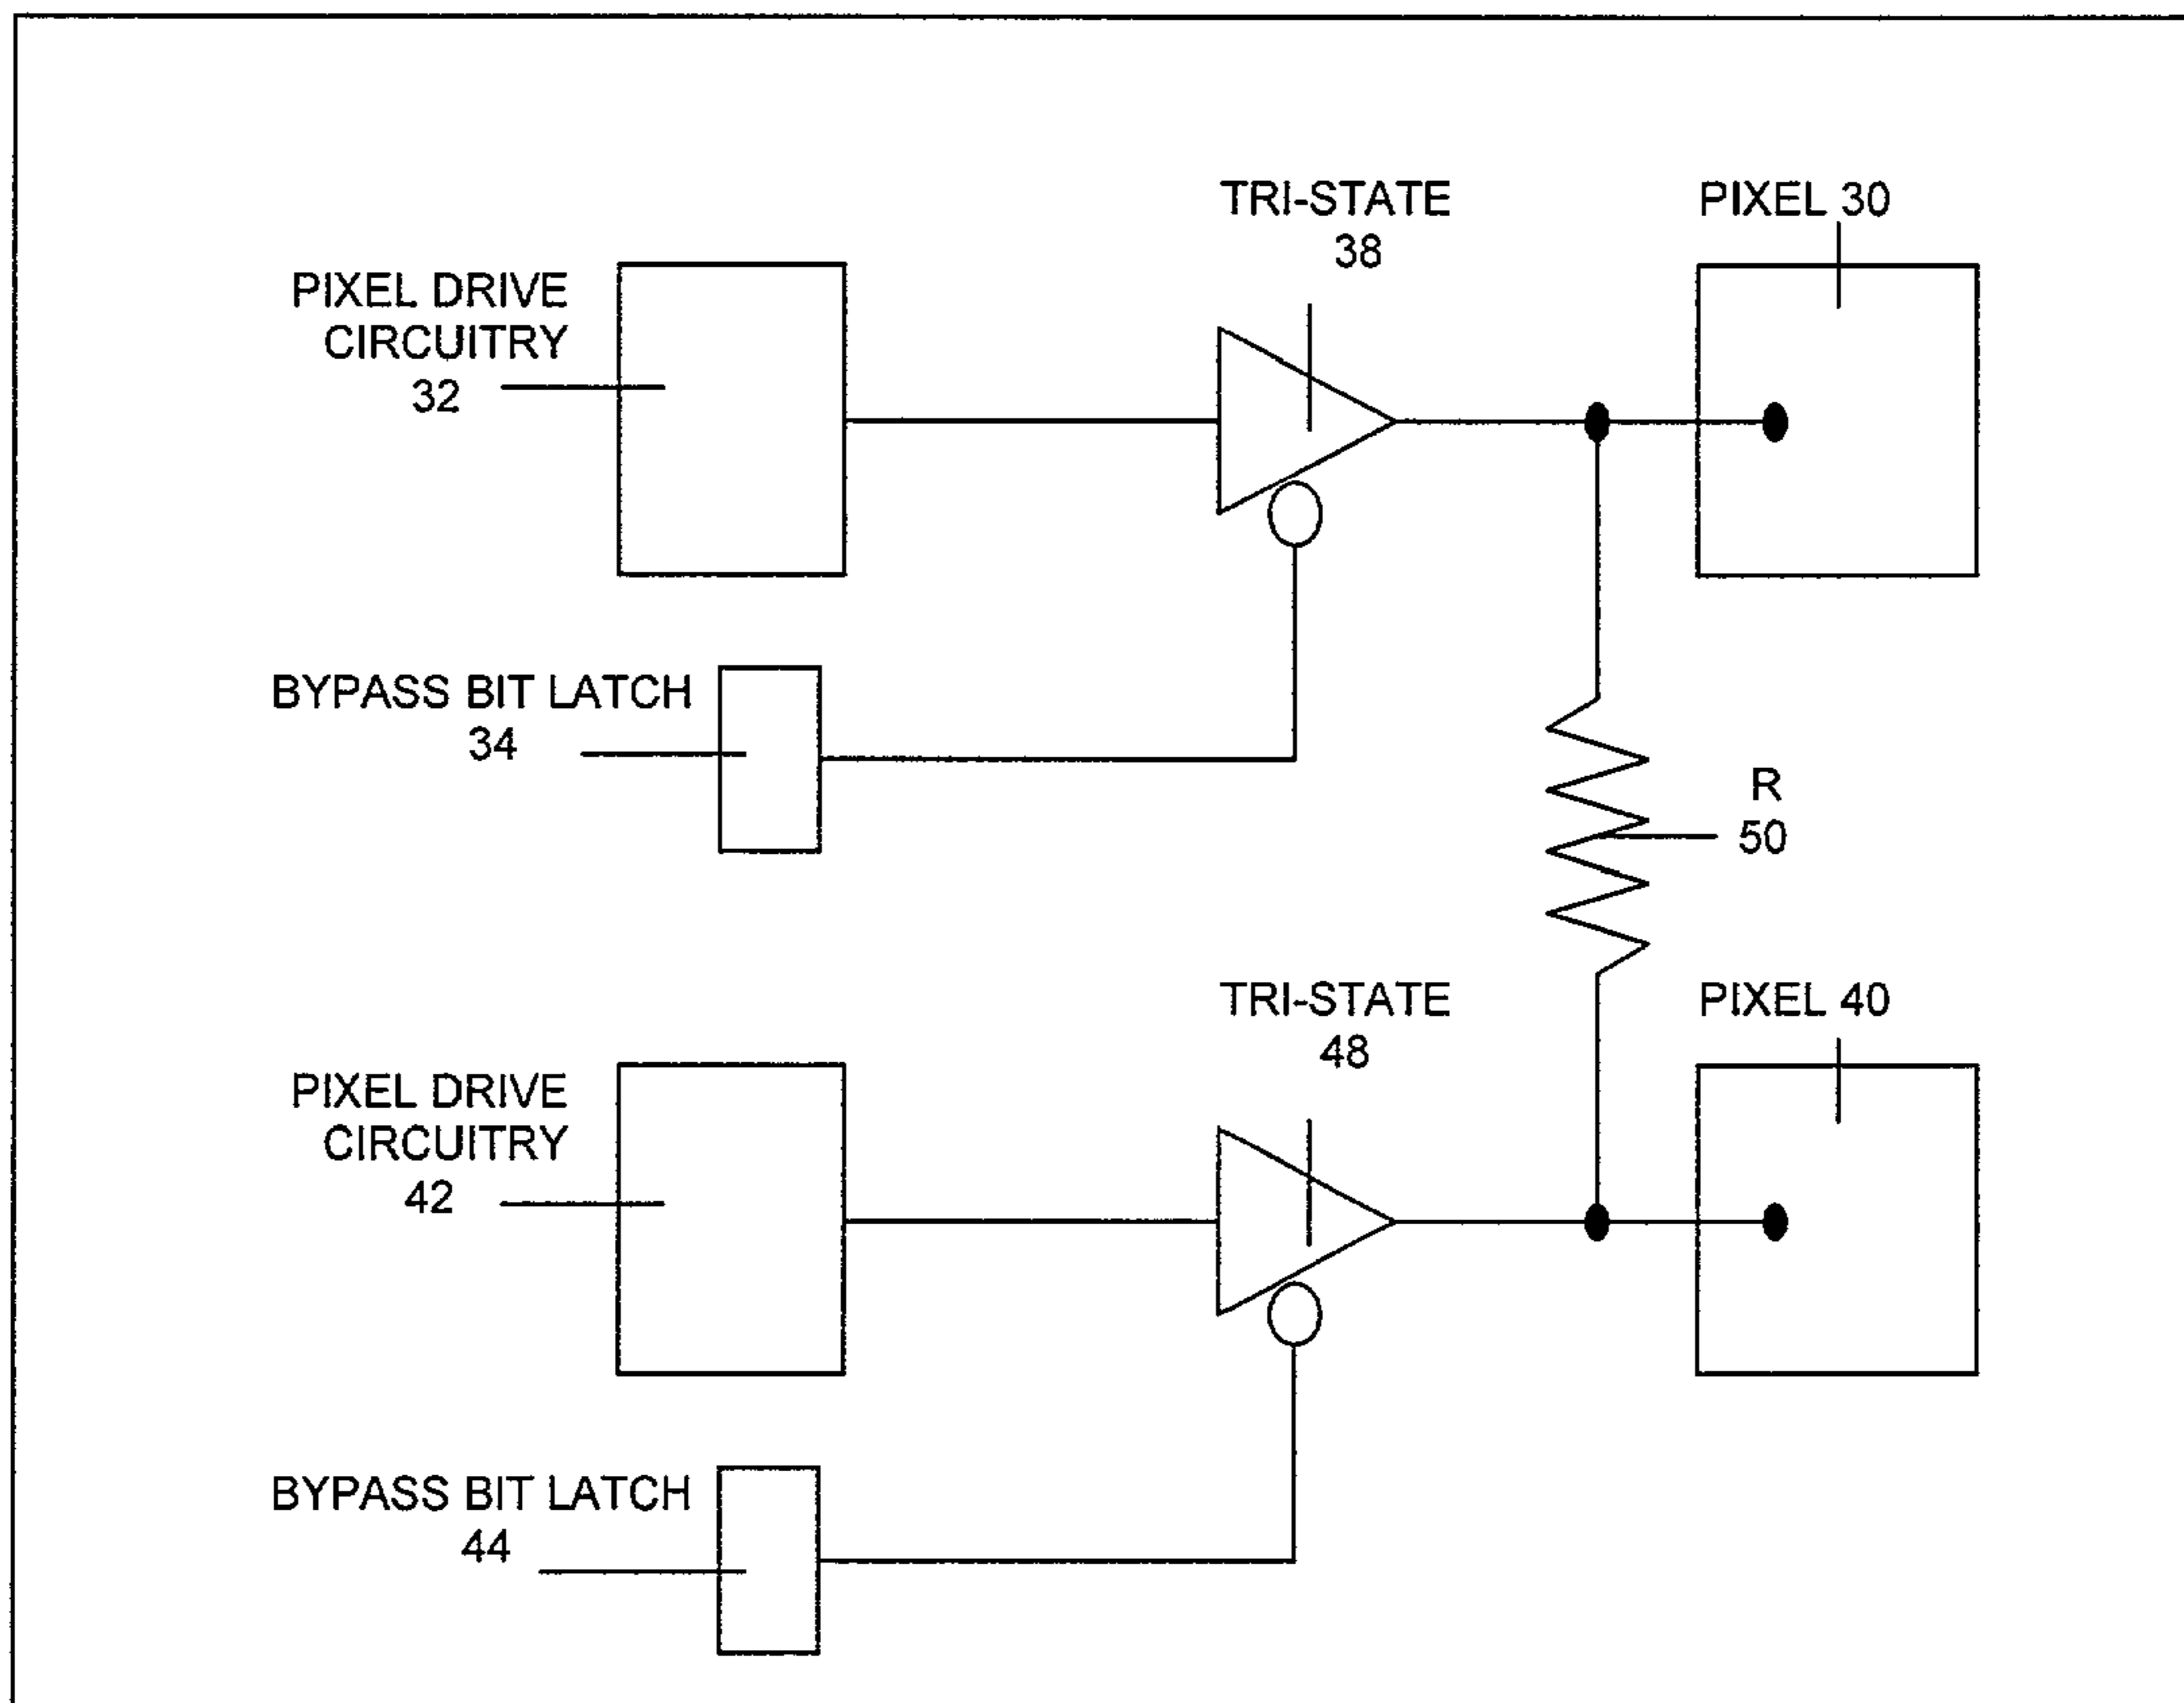 TRI-STATE
38
PIXEL 30
PIXEL DRIVE
CIRCUITRY
32
BYPASS BIT LATCH
34
R
50
TRI-STATE
48
PIXEL 40
PIXEL DRIVE
CIRCUITRY
42
BYPASS BIT LATCH
44